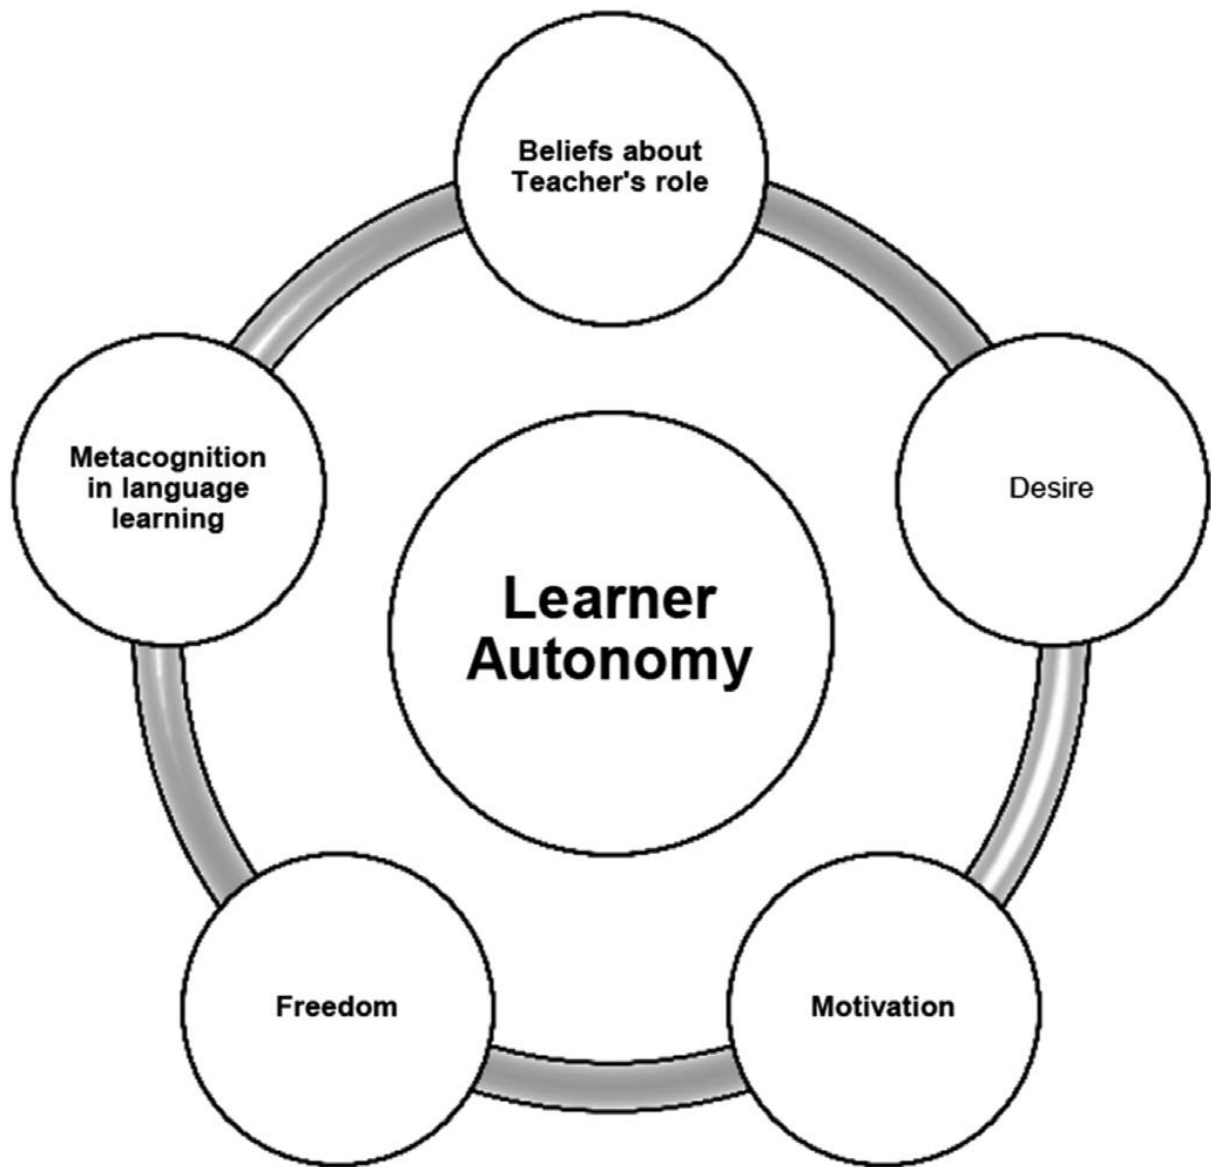 Beliefs about
Teacher's role
Metacognition
in language
learning
Desire
Learner
Autonomy
Freedom
Motivation